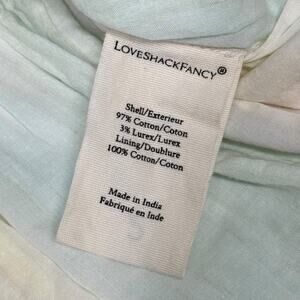 LOVESHACKFANCY®
Shell/Exterieur
97% Cotton/Coton
3% Lurex/Lurex
Lining/Doublure
100% Cotton/Coton
Made in India
Fabriqué en Inde